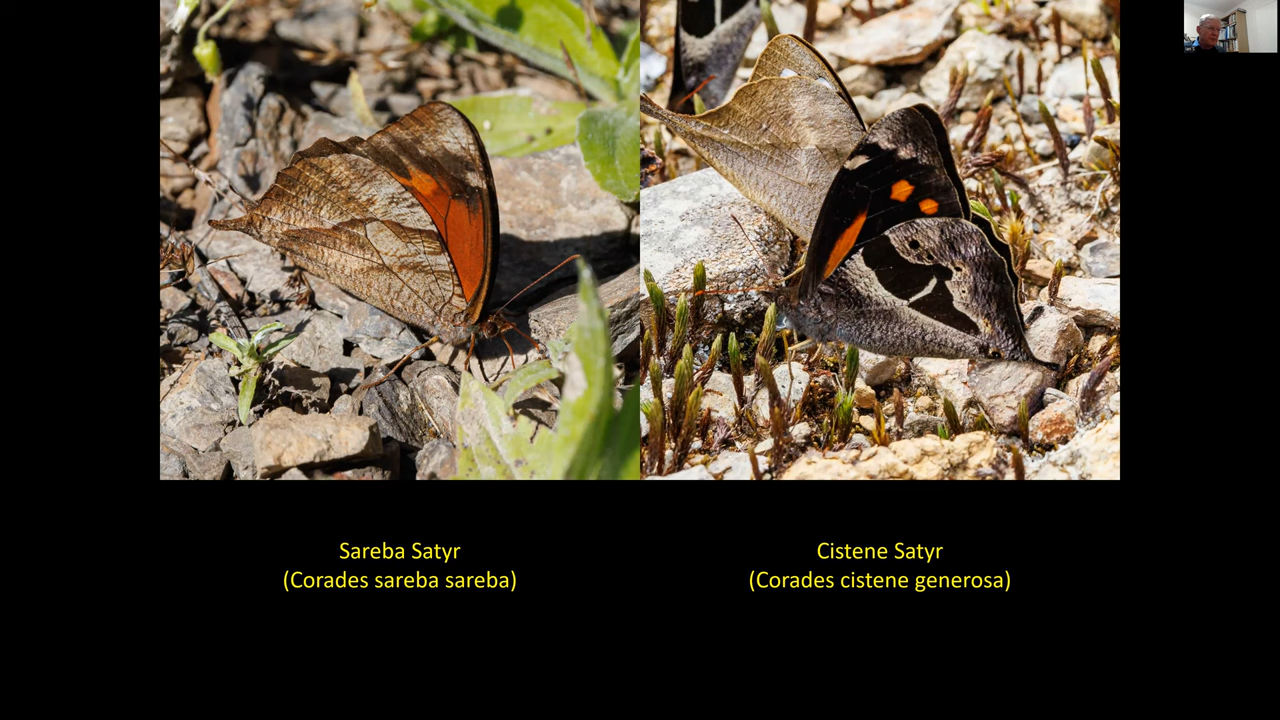 Sareba Satyr
(Corades sareba sareba)
Cistene Satyr
(Corades cistene generosa)